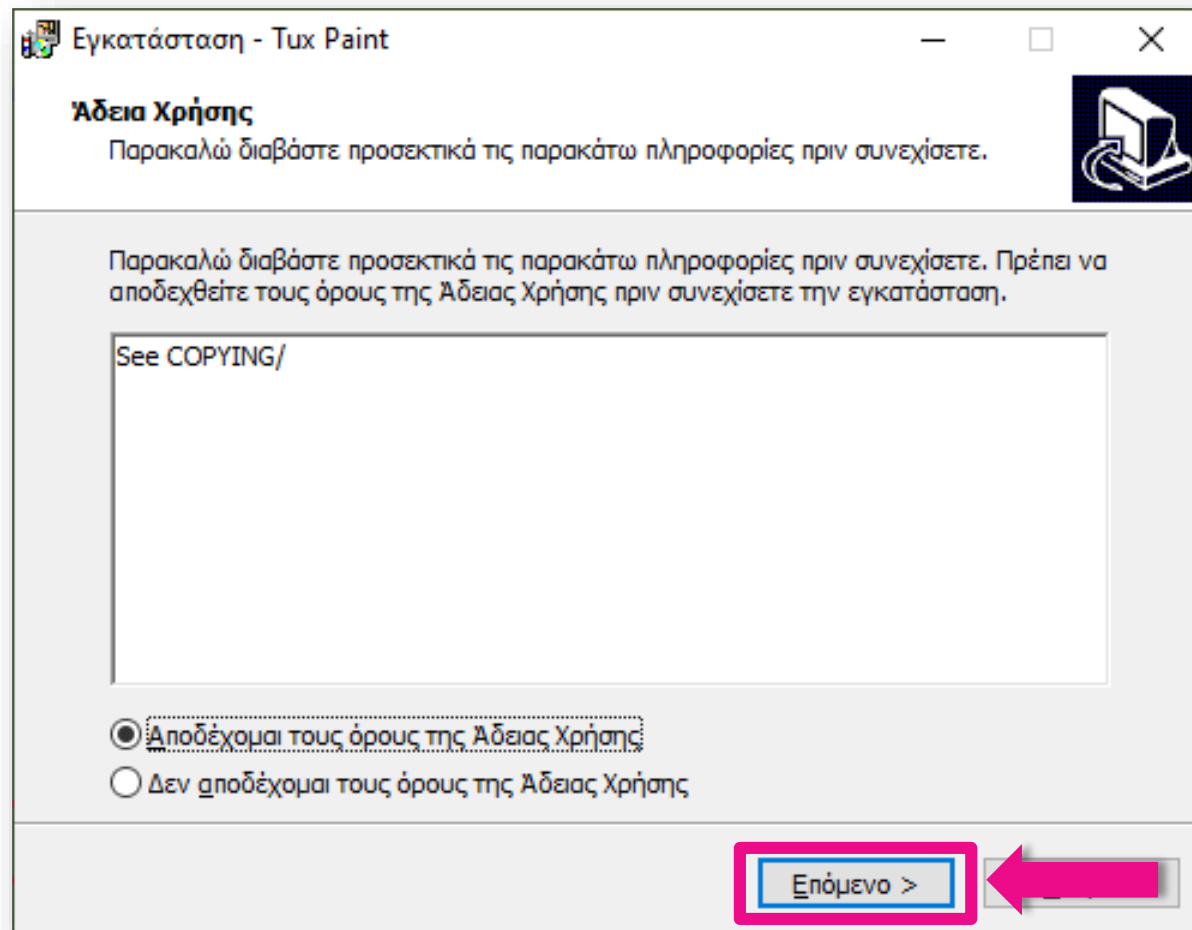 Εγκατάσταση - Tux Paint
Άδεια Χρήσης
Παρακαλώ διαβάστε προσεκτικά τις παρακάτω πληροφορίες πριν συνεχίσετε.
Παρακαλώ διαβάστε προσεκτικά τις παρακάτω πληροφορίες πριν συνεχίσετε. Πρέπει να
αποδεχθείτε τους όρους της Άδειας Χρήσης πριν συνεχίσετε την εγκατάσταση.
See COPYING/
Αποδέχομαι τους όρους της Άδειας Χρήσης
Δεν αποδέχομαι τους όρους της Άδειας Χρήσης
Επόμενο >